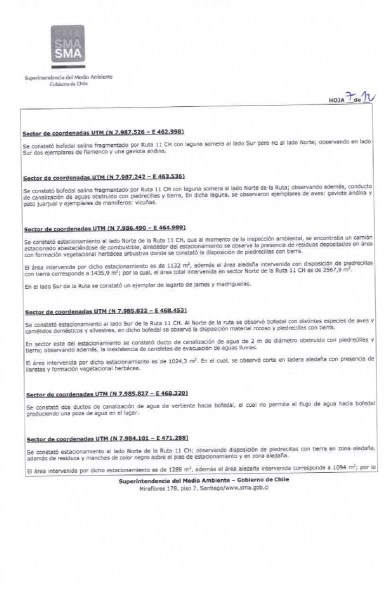 SMA
SMA
Superintendencia del Medio Ambiente
Gobierno de Chile
HOJA 7 de 12
Sector de coordenadas UTM (N 7.987.526 – E 462.998)
Se constató bofedal salino fragmentado por Ruta 11 CH con laguna somera al lado Sur pero no al lado Norte; observando en lado
Sur dos ejemplares de flamenco y una gaviota andina.
Sector de coordenadas UTM (N 7.987.242 – E 463.536)
Se constató bofedal salino fragmentado por Ruta 11 CH con laguna somera al lado Norte de la Ruta; observando además, conducto
de canalización de aguas obstruido con piedrecillas y tierra. En dicha laguna, se observaron ejemplares de aves: gaviota andina y
pato juarjual y ejemplares de mamíferos: vicuñas.
Sector de coordenadas UTM (N 7.986.490 – E 464.989)
Se constató estacionamiento al lado Norte de la Ruta 11 CH, que al momento de la inspección ambiental, se encontraba un camión
estacionado abasteciéndose de combustible, alrededor del estacionamiento se observa la presencia de residuos depositados en área
con formación vegetacional herbácea arbustiva donde se constató la disposición de piedrecillas con tierra.
El área intervenida por dicho estacionamiento es de 1132 m², además el área aledaña intervenida con disposición de piedrecillas
con tierra corresponde a 1435,9 m²; por lo cual, el área total intervenida en sector Norte de la Ruta 11 CH es de 2567,9 m².
En el lado Sur de la Ruta se constató un ejemplar de lagarto de james y madrigueras.
Sector de coordenadas UTM (N 7.985.822 – E 468.453)
Se constató estacionamiento al lado Sur de la Ruta 11 CH. Al Norte de la ruta se observó bofedal con distintas especies de aves y
camélidos domésticos y silvestres, en dicho bofedal se observó la disposición material rocoso y piedrecillas con tierra.
En sector este del estacionamiento se constató ducto de canalización de agua de 2 m de diámetro obstruido con piedrecillas y
tierra; observando además, la inexistencia de canaletas de evacuación de aguas lluvias.
El área intervenida por dicho estacionamiento es de 1024,3 m². En el cual, se observó corte en ladera aledaña con presencia de
llaretas y formación vegetacional herbácea.
Sector de coordenadas UTM (N 7.985.827 – E 468.320)
Se constató dos ductos de canalización de agua de vertiente hacia bofedal, el cual no permite el flujo de agua hacia bofedal
produciendo una poza de agua en el lugar.
Sector de coordenadas UTM (N 7.984.101 – E 471.288)
Se constató estacionamiento al lado Norte de la Ruta 11 CH; observando disposición de piedrecillas con tierra en zona aledaña,
además de residuos y manchas de color negro sobre el piso de estacionamiento y en zona aledaña.
El área intervenida por dicho estacionamiento es de 1288 m², además el área aledaña intervenida corresponde a 1094 m²; por lo
Superintendencia del Medio Ambiente – Gobierno de Chile
Miraflores 178, piso 7, Santiago/www.sma.gob.cl